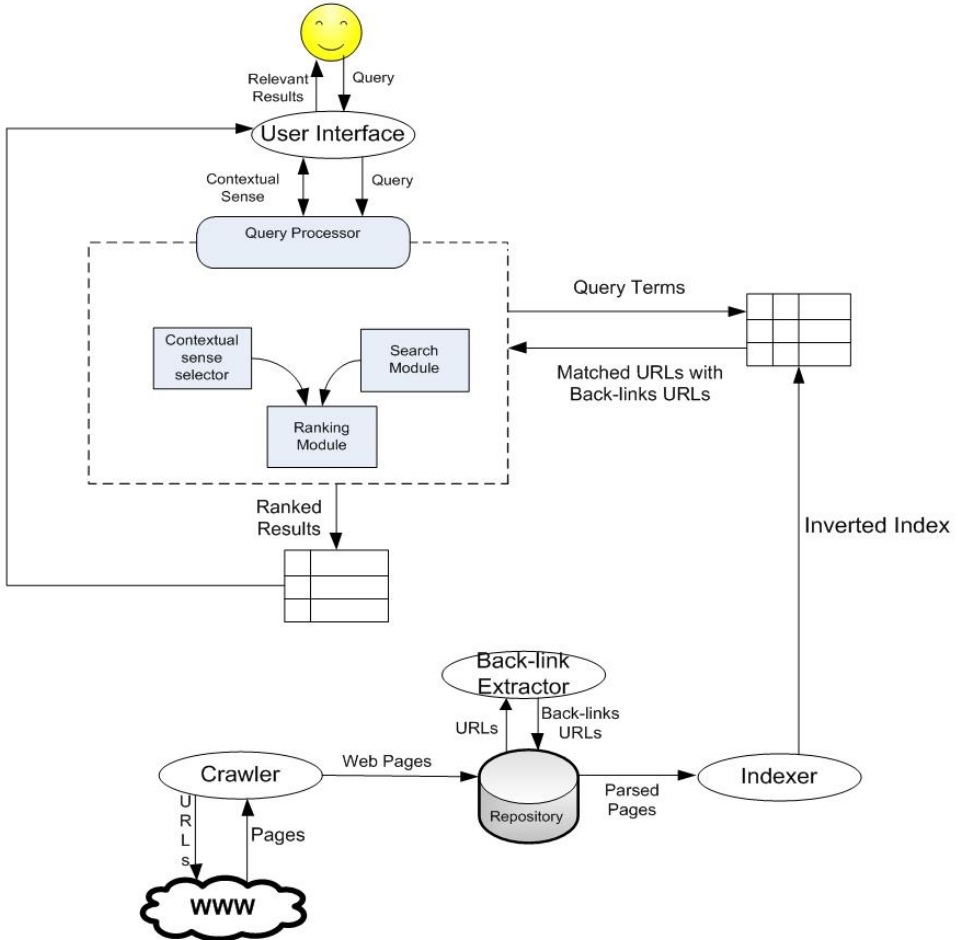 Relevant
Results
Query
User Interface
Contextual
Sense
Query
Query Processor
Query Terms
Contextual
sense
selector
Search
Module
Matched URLs with
Back-links URLs
Ranking
Module
Ranked
Results
Inverted Index
Back-link
Extractor
URLs
Back-links
URLs
Crawler
Web Pages
Repository
Parsed
Pages
Indexer
U
R
L
s
Pages
WWW